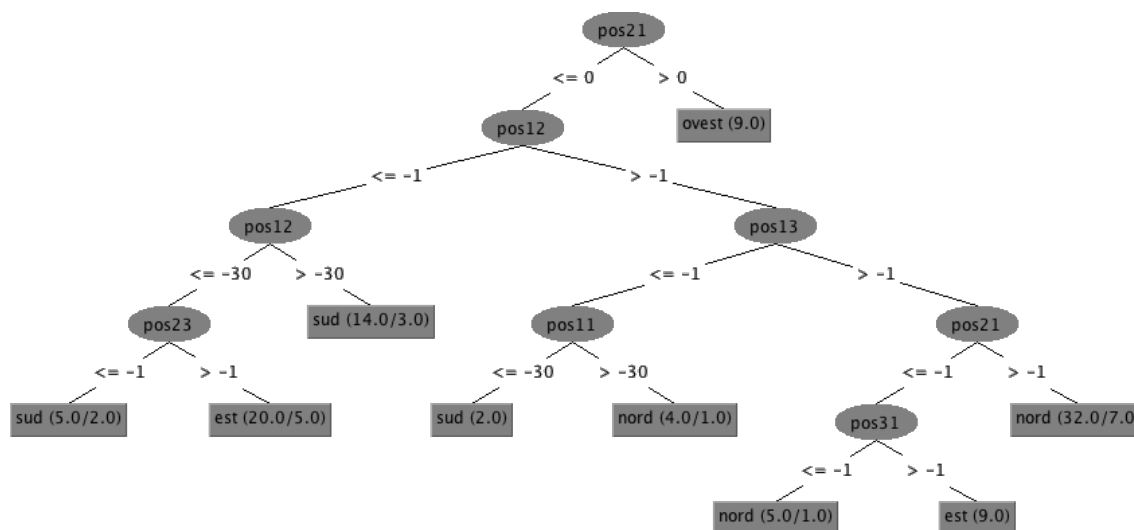 pos21
<= 0 > 0
pos12 ovest (9.0)
<= -1 > -1
pos12 pos13
<= -30 > -30 <= -1 > -1
pos23 sud (14.0/3.0) pos11 pos21
<= -1 > -1 <= -30 > -30 <= -1 > -1
sud (5.0/2.0) est (20.0/5.0) sud (2.0) nord (4.0/1.0) pos31 nord (32.0/7.0
<= -1 > -1
nord (5.0/1.0) est (9.0)